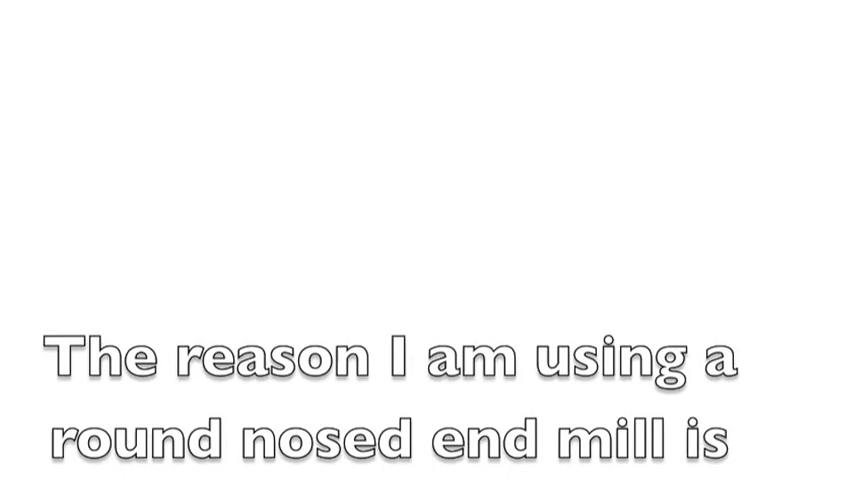 The reason I am using a
round nosed end mill is